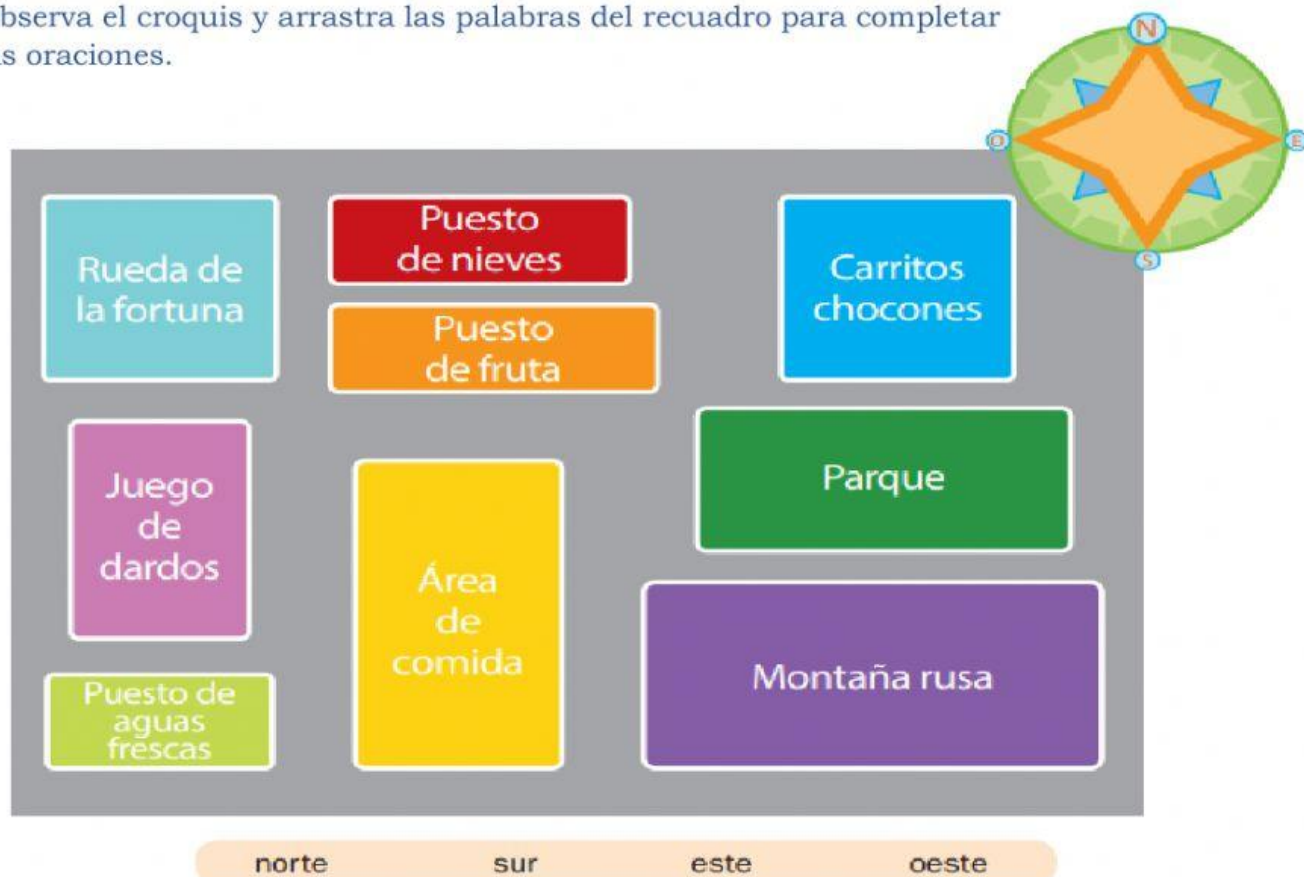 bserva el croquis y arrastra las palabras del recuadro para completar
s oraciones.
N
O
E
S
Rueda de
la fortuna
Puesto
de nieves
Puesto
de fruta
Carritos
chocones
Juego
de
dardos
Área
de
comida
Parque
Puesto de
aguas
frescas
Montaña rusa
norte sur este oeste